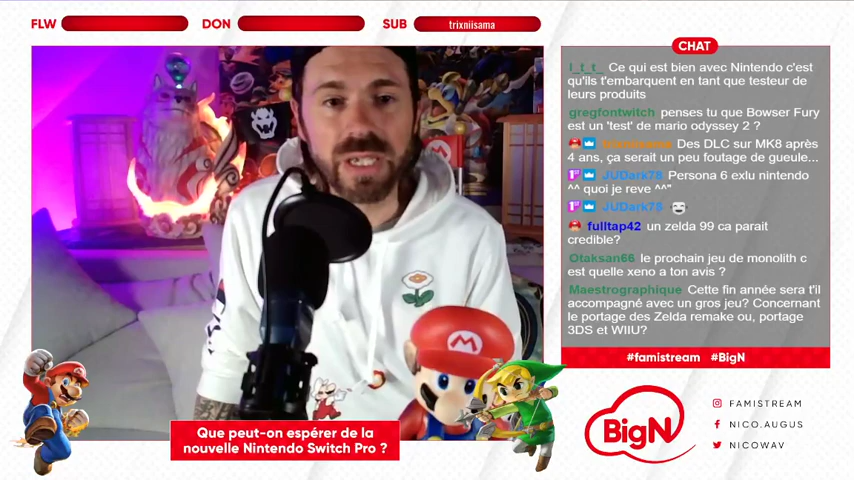 FLW
DON
SUB
trixniisama
CHAT
Ce qui est bien avec Nintendo c'est
qu'ils t'embarquent en tant que testeur de
leurs produits
gregfontwitch penses tu que Bowser Fury
est un 'test' de mario odyssey 2 ?
trixniisama Des DLC sur MK8 après
4 ans, ça serait un peu foutage de gueule...
JUDark78 Persona 6 exlu nintendo
^^ quoi je reve ^^"
JUDark78
fulltap42 un zelda 99 ca parait
credible?
Otaksan66 le prochain jeu de monolith c
est quelle xeno a ton avis ?
Maestrographique Cette fin année sera t'il
accompagné avec un gros jeu? Concernant
le portage des Zelda remake ou, portage
3DS et WIIU?
#famistream #BigN
Que peut-on espérer de la
nouvelle Nintendo Switch Pro ?
BigN
FAMISTREAM
NICO.AUGUS
NICOWAV